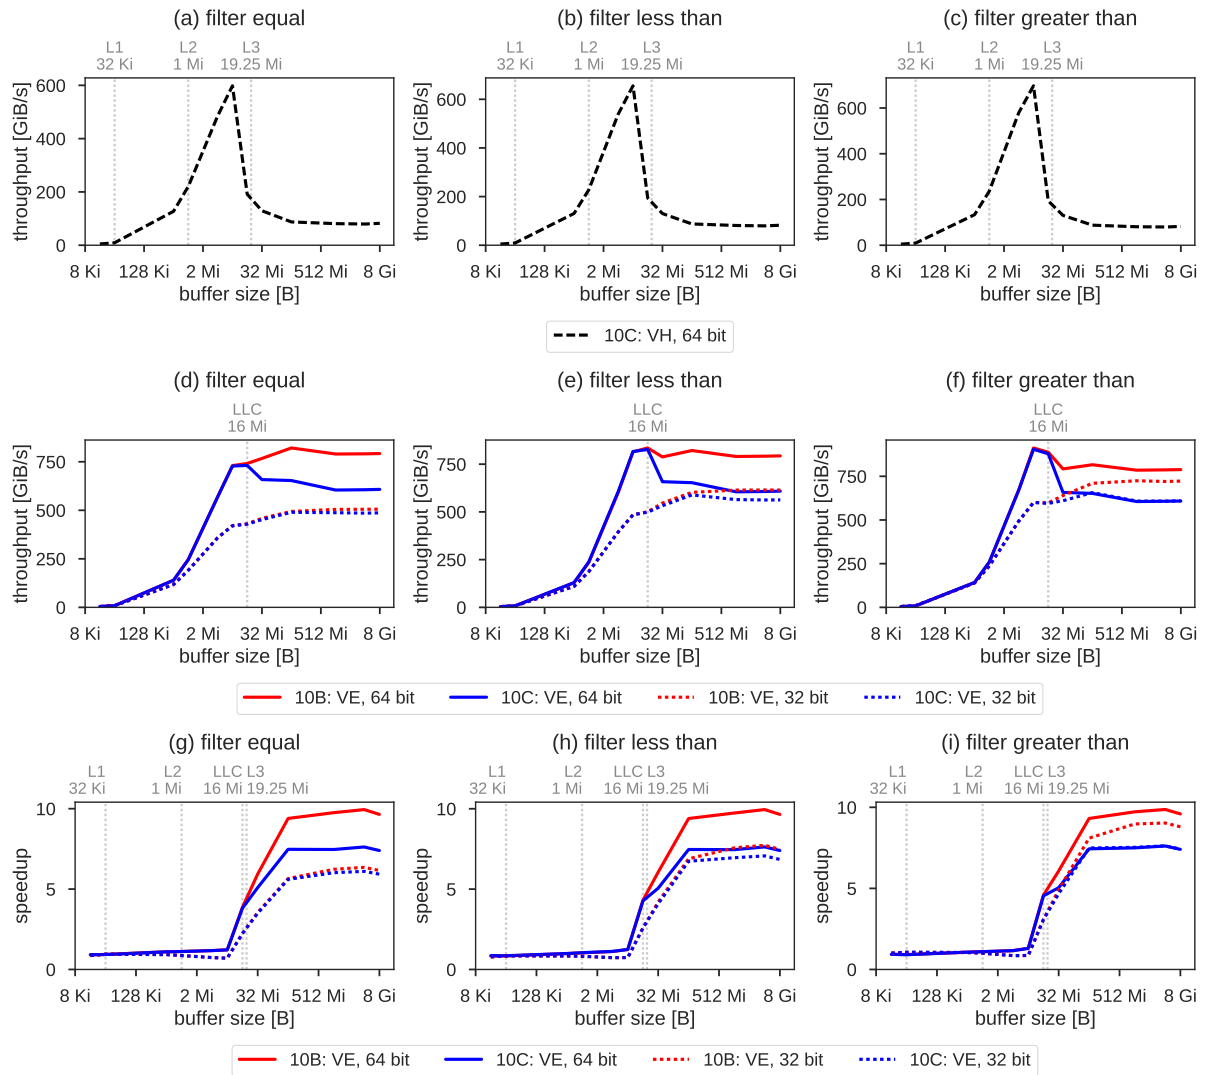 (a) filter equal
(b) filter less than
(c) filter greater than
L1 L2 L3
32 Ki 1 Mi 19.25 Mi
L1 L2 L3
32 Ki 1 Mi 19.25 Mi
L1 L2 L3
32 Ki 1 Mi 19.25 Mi
throughput [GiB/s]
600
400
200
0
8 Ki 128 Ki 2 Mi 32 Mi 512 Mi 8 Gi
buffer size [B]
throughput [GiB/s]
600
400
200
0
8 Ki 128 Ki 2 Mi 32 Mi 512 Mi 8 Gi
buffer size [B]
throughput [GiB/s]
600
400
200
0
8 Ki 128 Ki 2 Mi 32 Mi 512 Mi 8 Gi
buffer size [B]
10C: VH, 64 bit
(d) filter equal
(e) filter less than
(f) filter greater than
LLC
16 Mi
LLC
16 Mi
LLC
16 Mi
throughput [GiB/s]
750
500
250
0
8 Ki 128 Ki 2 Mi 32 Mi 512 Mi 8 Gi
buffer size [B]
throughput [GiB/s]
750
500
250
0
8 Ki 128 Ki 2 Mi 32 Mi 512 Mi 8 Gi
buffer size [B]
throughput [GiB/s]
750
500
250
0
8 Ki 128 Ki 2 Mi 32 Mi 512 Mi 8 Gi
buffer size [B]
10B: VE, 64 bit 10C: VE, 64 bit 10B: VE, 32 bit 10C: VE, 32 bit
(g) filter equal
(h) filter less than
(i) filter greater than
L1 L2 LLC L3
32 Ki 1 Mi 16 Mi 19.25 Mi
L1 L2 LLC L3
32 Ki 1 Mi 16 Mi 19.25 Mi
L1 L2 LLC L3
32 Ki 1 Mi 16 Mi 19.25 Mi
speedup
10
5
0
8 Ki 128 Ki 2 Mi 32 Mi 512 Mi 8 Gi
buffer size [B]
speedup
10
5
0
8 Ki 128 Ki 2 Mi 32 Mi 512 Mi 8 Gi
buffer size [B]
speedup
10
5
0
8 Ki 128 Ki 2 Mi 32 Mi 512 Mi 8 Gi
buffer size [B]
10B: VE, 64 bit 10C: VE, 64 bit 10B: VE, 32 bit 10C: VE, 32 bit